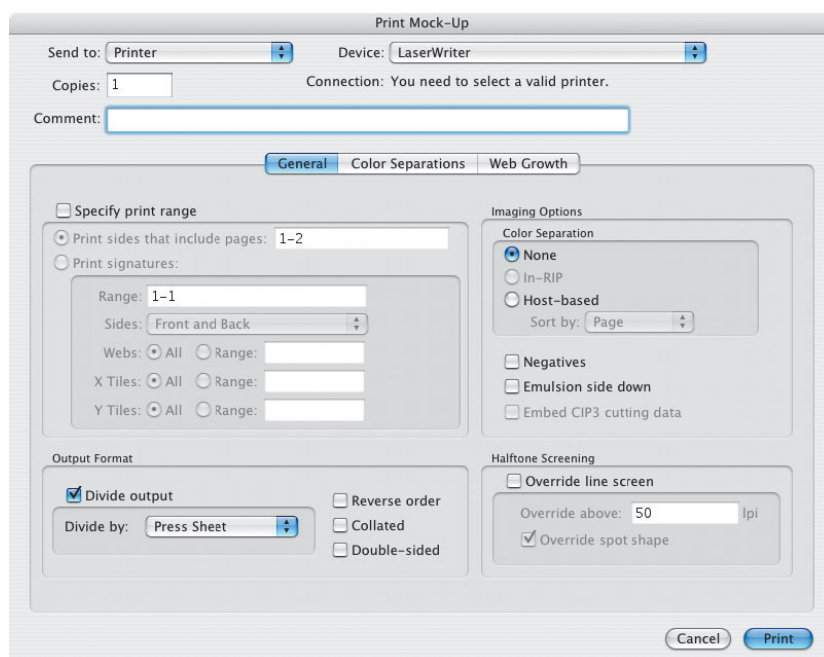 Print Mock-Up
Send to: Printer Device: LaserWriter
Copies: 1 Connection: You need to select a valid printer.
Comment:
General Color Separations Web Growth
Specify print range
Print sides that include pages: 1-2
Print signatures:
Range: 1-1
Sides: Front and Back
Webs: All Range:
X Tiles: All Range:
Y Tiles: All Range:
Imaging Options
Color Separation
None
In-RIP
Host-based
Sort by: Page
Negatives
Emulsion side down
Embed CIP3 cutting data
Output Format
Divide output
Divide by: Press Sheet
Reverse order
Collated
Double-sided
Halftone Screening
Override line screen
Override above: 50 lpi
Override spot shape
Cancel Print